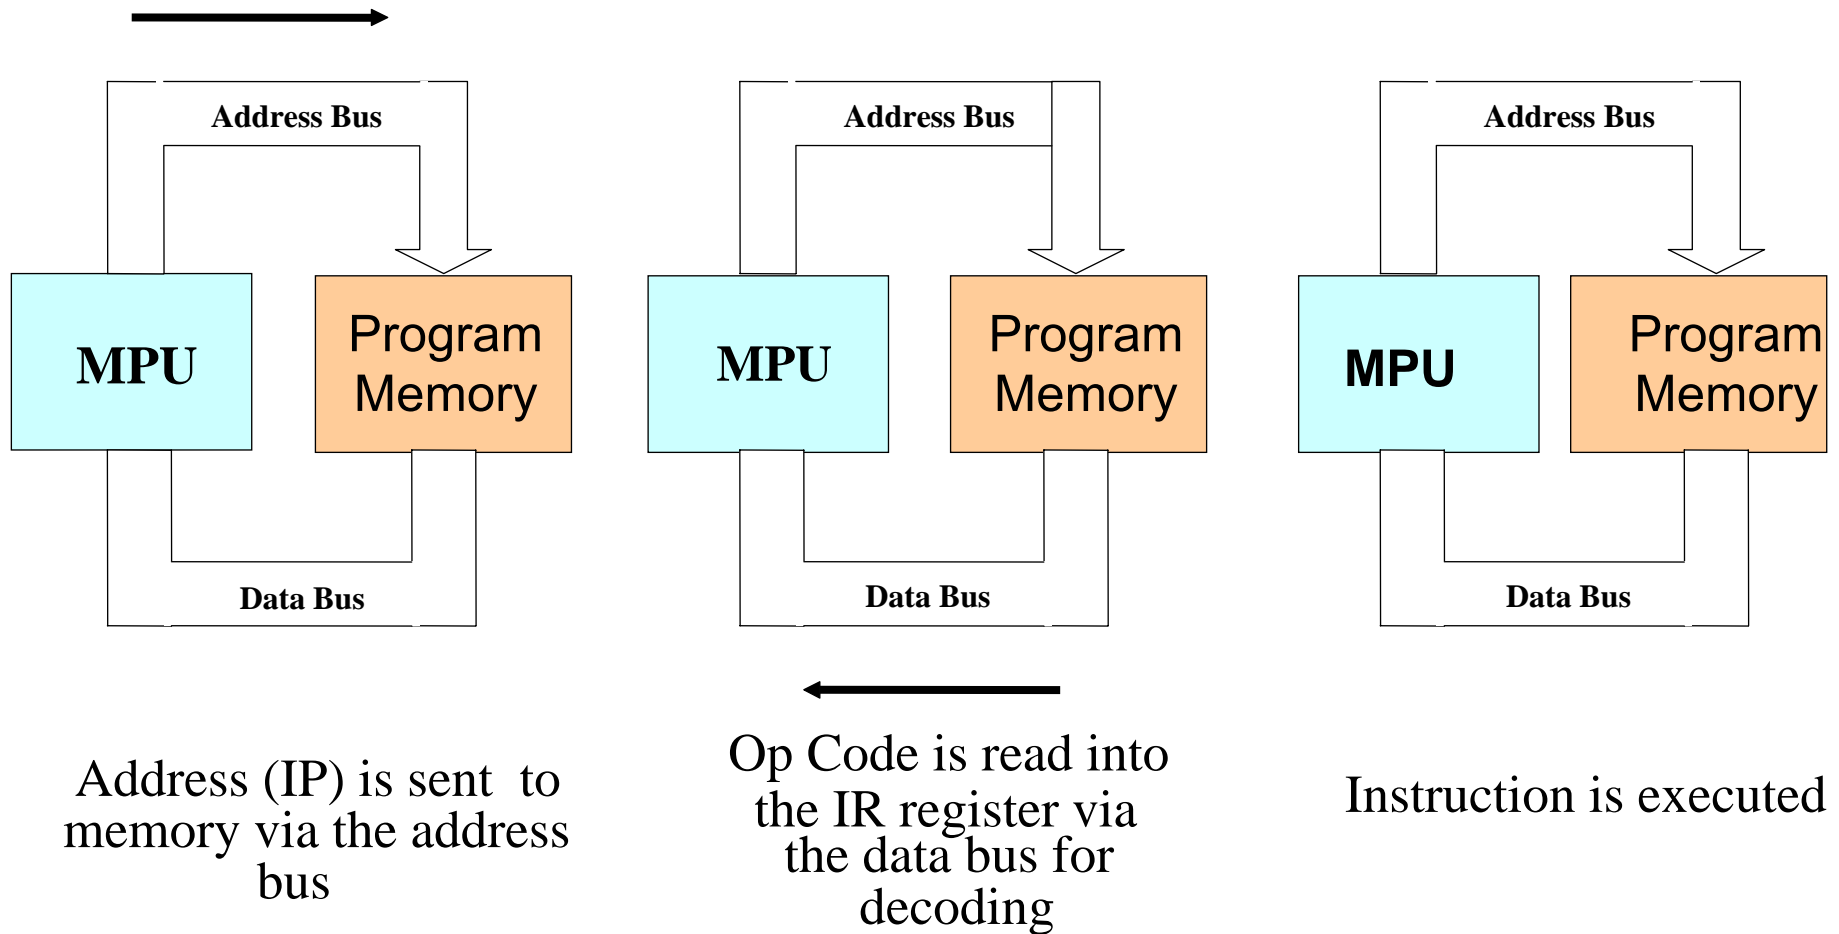 Address Bus
MPU
Program
Memory
Data Bus
Address (IP) is sent to
memory via the address
bus
Address Bus
MPU
Program
Memory
Data Bus
Op Code is read into
the IR register via
the data bus for
decoding
Address Bus
MPU
Program
Memory
Data Bus
Instruction is executed